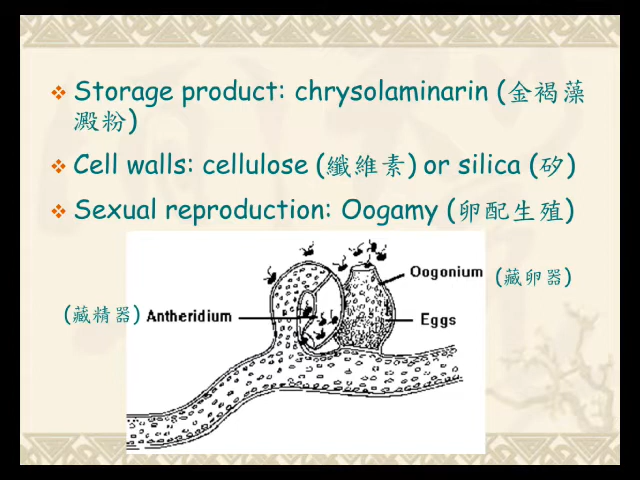 Storage product: chrysolaminarin (金褐藻
澱粉)
Cell walls: cellulose (纖維素) or silica (矽)
Sexual reproduction: Oogamy (卵配生殖)
Oogonium (藏卵器)
(藏精器) Antheridium
Eggs